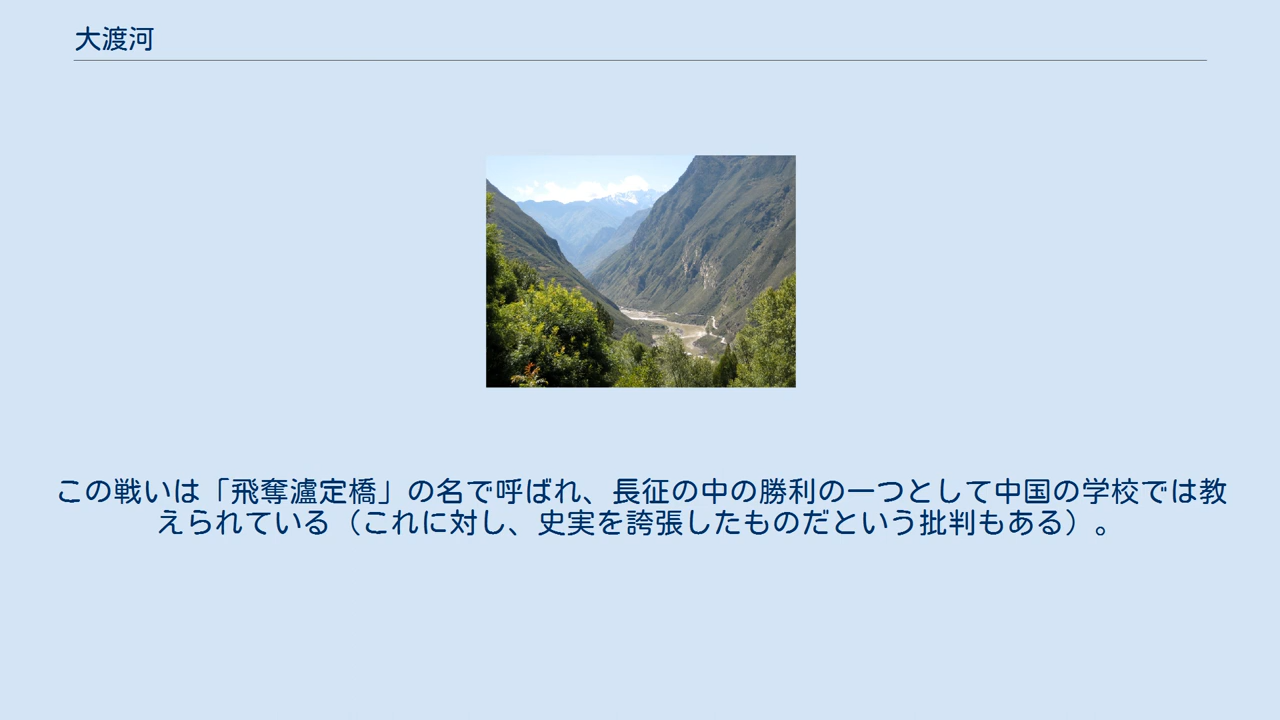 大渡河
この戦いは「飛奪瀘定橋」の名で呼ばれ、長征の中の勝利の一つとして中国の学校では教
えられている（これに対し、史実を誇張したものだという批判もある）。